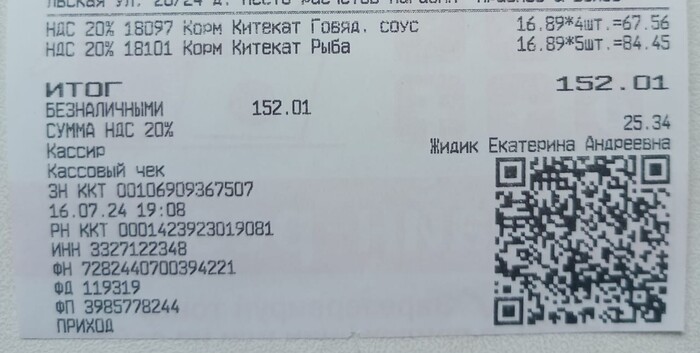 НДС 20% 18097 Корм Китекат Говяд. соус 16.89*4шт.=67.56
НДС 20% 18101 Корм Китекат Рыба 16.89*5шт.=84.45
ИТОГ 152.01
БЕЗНАЛИЧНЫМИ 152.01
СУММА НДС 20% 25.34
Кассир Жидик Екатерина Андреевна
Кассовый чек
ЗН ККТ 00106909367507
16.07.24 19:08
РН ККТ 0001423923019081
ИНН 3327122348
ФН 7282440700394221
ФД 119319
ФП 3985778244
ПРИХОД